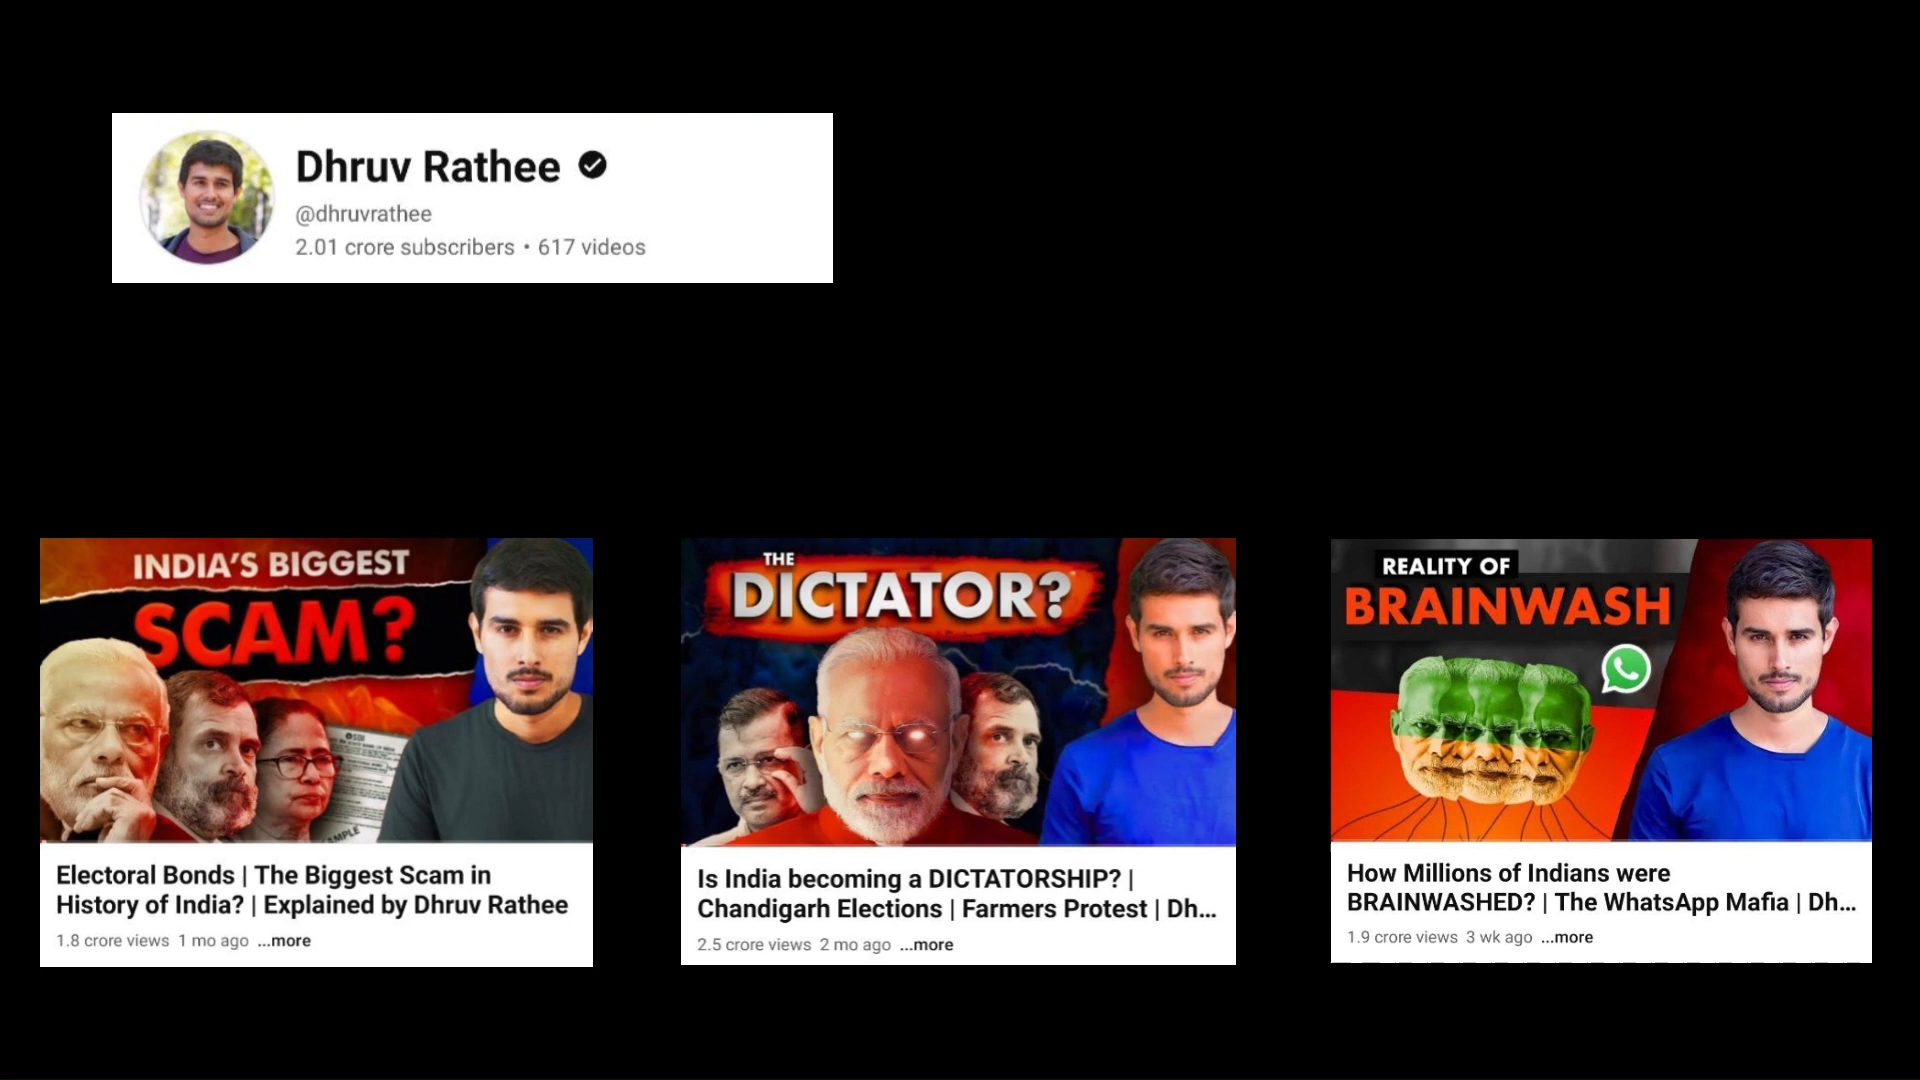 Dhruv Rathee
@dhruvrathee
2.01 crore subscribers • 617 videos
INDIA'S BIGGEST
SCAM?
SBI
AMPLE
Electoral Bonds | The Biggest Scam in
History of India? | Explained by Dhruv Rathee
1.8 crore views 1 mo ago ...more
THE
DICTATOR?
Is India becoming a DICTATORSHIP? |
Chandigarh Elections | Farmers Protest | Dh...
2.5 crore views 2 mo ago ...more
REALITY OF
BRAINWASH
How Millions of Indians were
BRAINWASHED? | The WhatsApp Mafia | Dh...
1.9 crore views 3 wk ago ...more